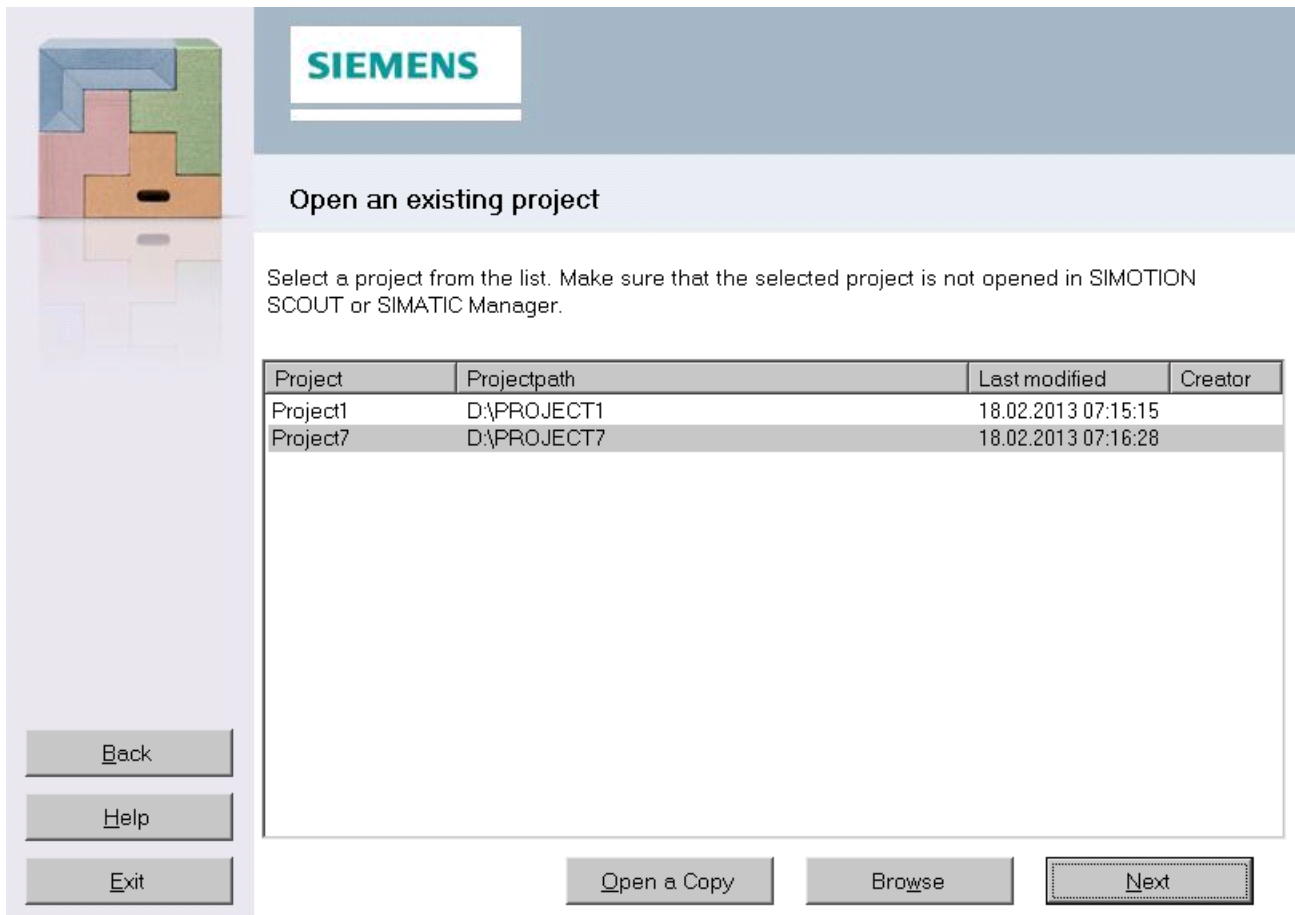 SIEMENS
Open an existing project
Select a project from the list. Make sure that the selected project is not opened in SIMOTION
SCOUT or SIMATIC Manager.
Project Projectpath Last modified Creator
Project1 D:\PROJECT1 18.02.2013 07:15:15
Project7 D:\PROJECT7 18.02.2013 07:16:28
Back
Help
Exit Open a Copy Browse Next